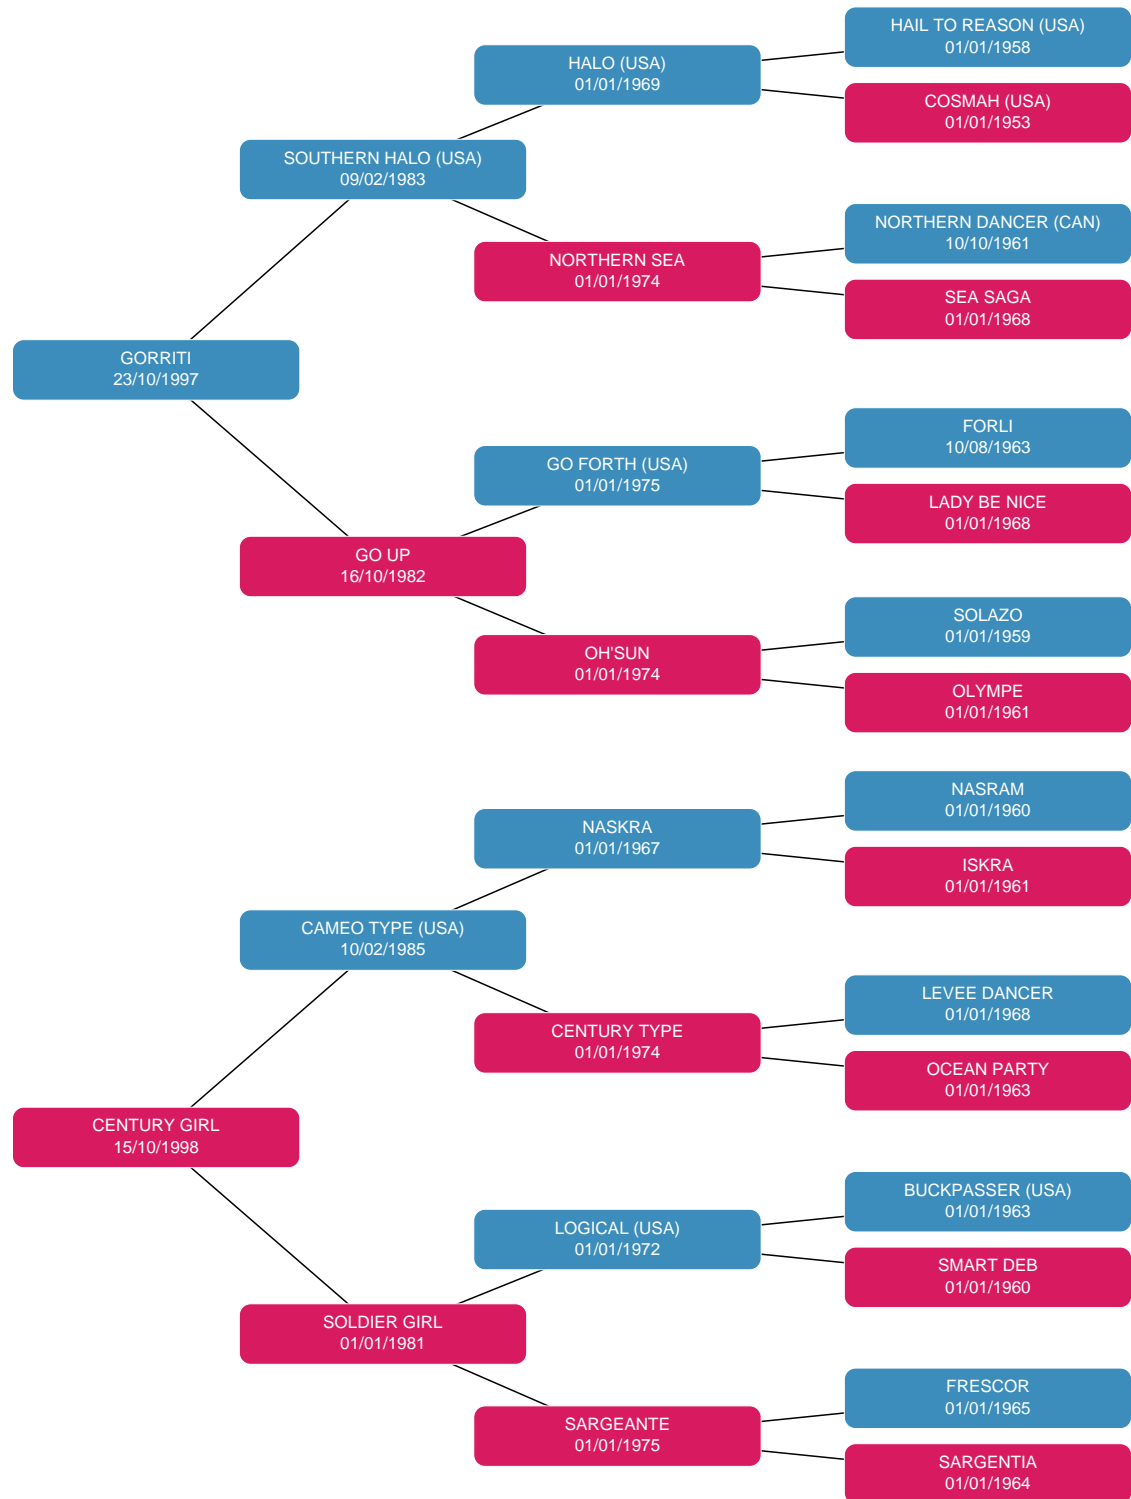 HAIL TO REASON (USA)
01/01/1958
HALO (USA)
01/01/1969
COSMAH (USA)
01/01/1953
SOUTHERN HALO (USA)
09/02/1983
NORTHERN DANCER (CAN)
10/10/1961
NORTHERN SEA
01/01/1974
SEA SAGA
01/01/1968
GORRITI
23/10/1997
FORLI
10/08/1963
GO FORTH (USA)
01/01/1975
LADY BE NICE
01/01/1968
GO UP
16/10/1982
SOLAZO
01/01/1959
OH'SUN
01/01/1974
OLYMPE
01/01/1961
NASRAM
01/01/1960
NASKRA
01/01/1967
ISKRA
01/01/1961
CAMEO TYPE (USA)
10/02/1985
LEVEE DANCER
01/01/1968
CENTURY TYPE
01/01/1974
OCEAN PARTY
01/01/1963
CENTURY GIRL
15/10/1998
BUCKPASSER (USA)
01/01/1963
LOGICAL (USA)
01/01/1972
SMART DEB
01/01/1960
SOLDIER GIRL
01/01/1981
FRESCOR
01/01/1965
SARGEANTE
01/01/1975
SARGENTIA
01/01/1964